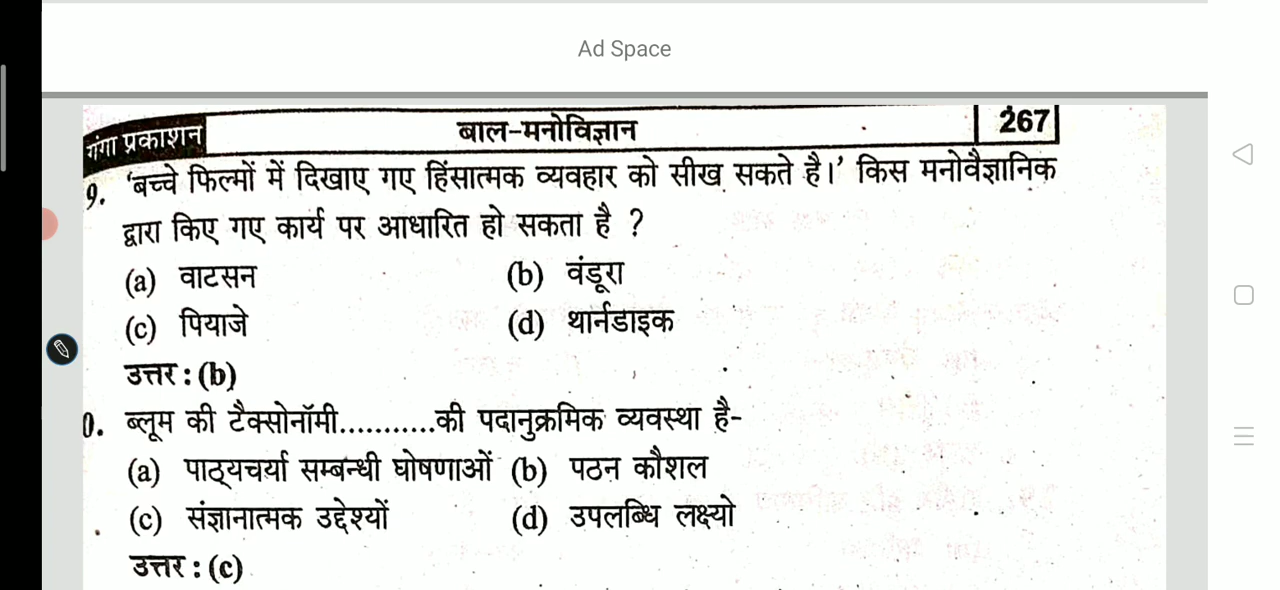 Ad Space
गंगा प्रकाशन
बाल-मनोविज्ञान
267
9. 'बच्चे फिल्मों में दिखाए गए हिंसात्मक व्यवहार को सीख सकते है।' किस मनोवैज्ञानिक
द्वारा किए गए कार्य पर आधारित हो सकता है ?
(a) वाटसन (b) वंडूरा
(c) पियाजे (d) थार्नडाइक
उत्तर : (b)
0. ब्लूम की टैक्सोनॉमी...........की पदानुक्रमिक व्यवस्था है-
(a) पाठ्यचर्या सम्बन्धी घोषणाओं (b) पठन कौशल
(c) संज्ञानात्मक उद्देश्यों (d) उपलब्धि लक्ष्यो
उत्तर : (c)